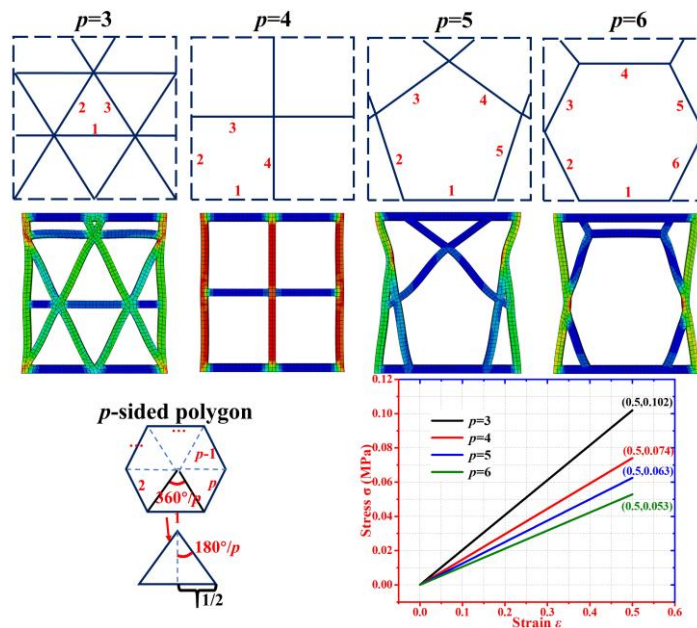 p=3
p=4
p=5
p=6
2 3
1
3
2
4
1
3
4
2
5
1
4
3
5
2
6
1
p-sided polygon
...
...
p-1
2
p
360°/p
1
180°/p
1/2
Stress σ (MPa)
0.12
0.10
0.08
0.06
0.04
0.02
0.00
p=3
p=4
p=5
p=6
(0.5,0.102)
(0.5,0.074)
(0.5,0.063)
(0.5,0.053)
0.0 0.1 0.2 0.3 0.4 0.5 0.6
Strain ε